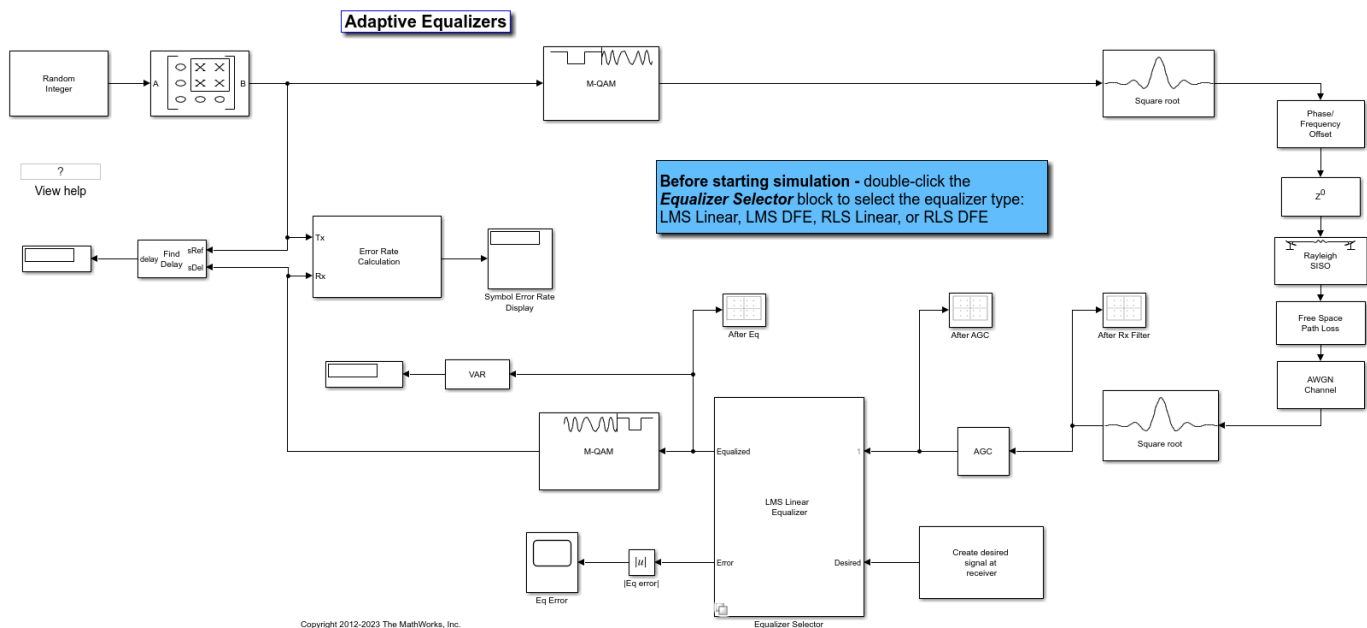 Adaptive Equalizers
Random
Integer
A
B
M-QAM
Square root
Phase/
Frequency
Offset
?
View help
Before starting simulation - double-click the
Equalizer Selector block to select the equalizer type:
LMS Linear, LMS DFE, RLS Linear, or RLS DFE
Z0
Rayleigh
SISO
Free Space
Path Loss
AWGN
Channel
delay
Find
Delay
sRef
sDel
Tx
Rx
Error Rate
Calculation
Symbol Error Rate
Display
After Eq
After AGC
After Rx Filter
VAR
M-QAM
Equalized
1
LMS Linear
Equalizer
Error
Desired
AGC
Square root
Create desired
signal at
receiver
Eq Error
|u|
|Eq error|
Equalizer Selector
Copyright 2012-2023 The MathWorks, Inc.